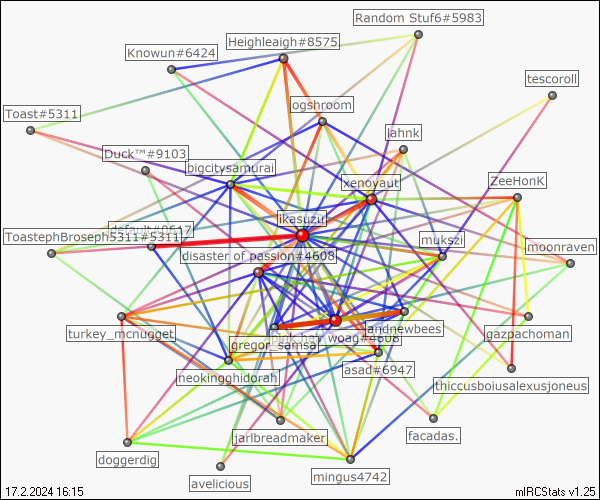 Random Stuf6#5983
Heighleaigh#8575
Knowun#6424
tescoroll
ogshroom
Toast#5311
lahnk
Duck™#9103
bigcitysamurai
xenoyaut
ZeeHonK
ikasuzu
default#0617
ToastephBroseph5311#5311
mukszi
moonraven
disaster of passion#4608
turkey_mcnugget
landnewbees
gazpachoman
gregor_samsa
woag#4608
asad#6947
neokingghidorah
thiccusboiusalexusjoneus
jarlbreadmaker
facadas.
doggerdig
mingus4742
avelicious
17.2.2024 16:15
mIRCStats v1.25